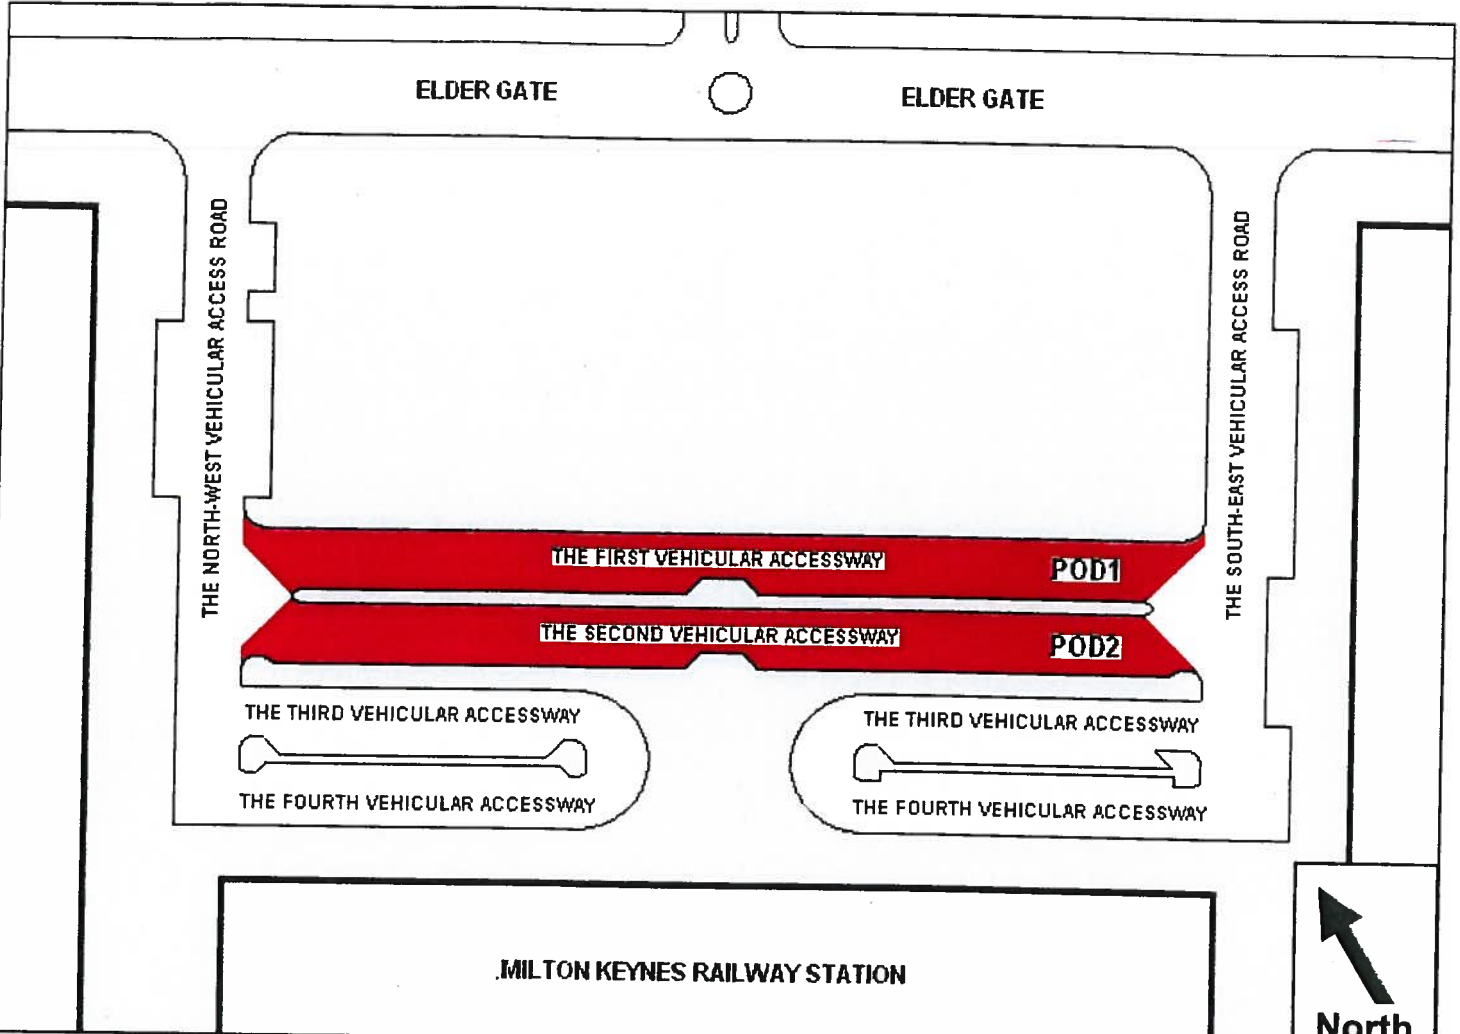 ELDER GATE
ELDER GATE
THE NORTH-WEST VEHICULAR ACCESS ROAD
THE SOUTH-EAST VEHICULAR ACCESS ROAD
THE FIRST VEHICULAR ACCESSWAY
POD1
THE SECOND VEHICULAR ACCESSWAY
POD2
THE THIRD VEHICULAR ACCESSWAY
THE THIRD VEHICULAR ACCESSWAY
THE FOURTH VEHICULAR ACCESSWAY
THE FOURTH VEHICULAR ACCESSWAY
.MILTON KEYNES RAILWAY STATION
North